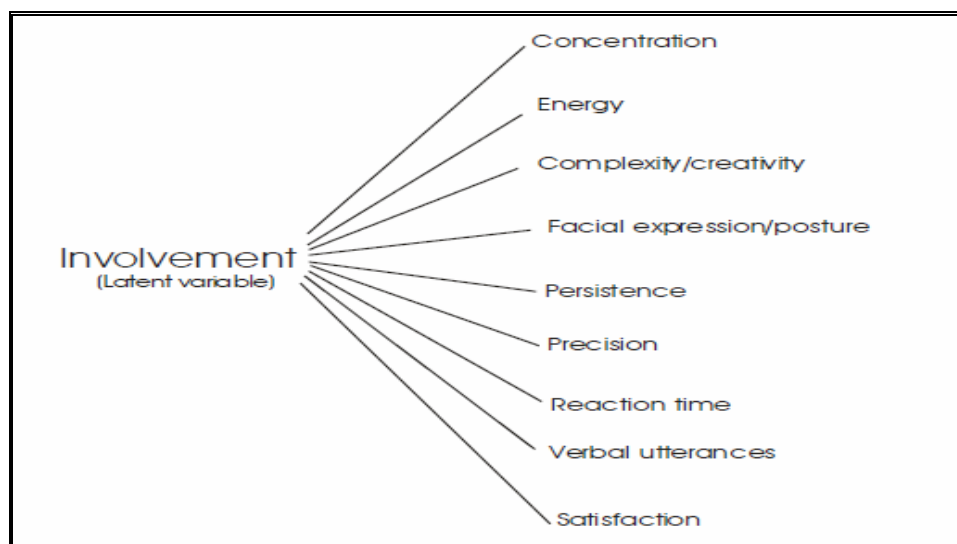 Concentration
Energy
Complexity/creativity
Facial expression/posture
Involvement
(Latent variable)
Persistence
Precision
Reaction time
Verbal utterances
Satisfaction